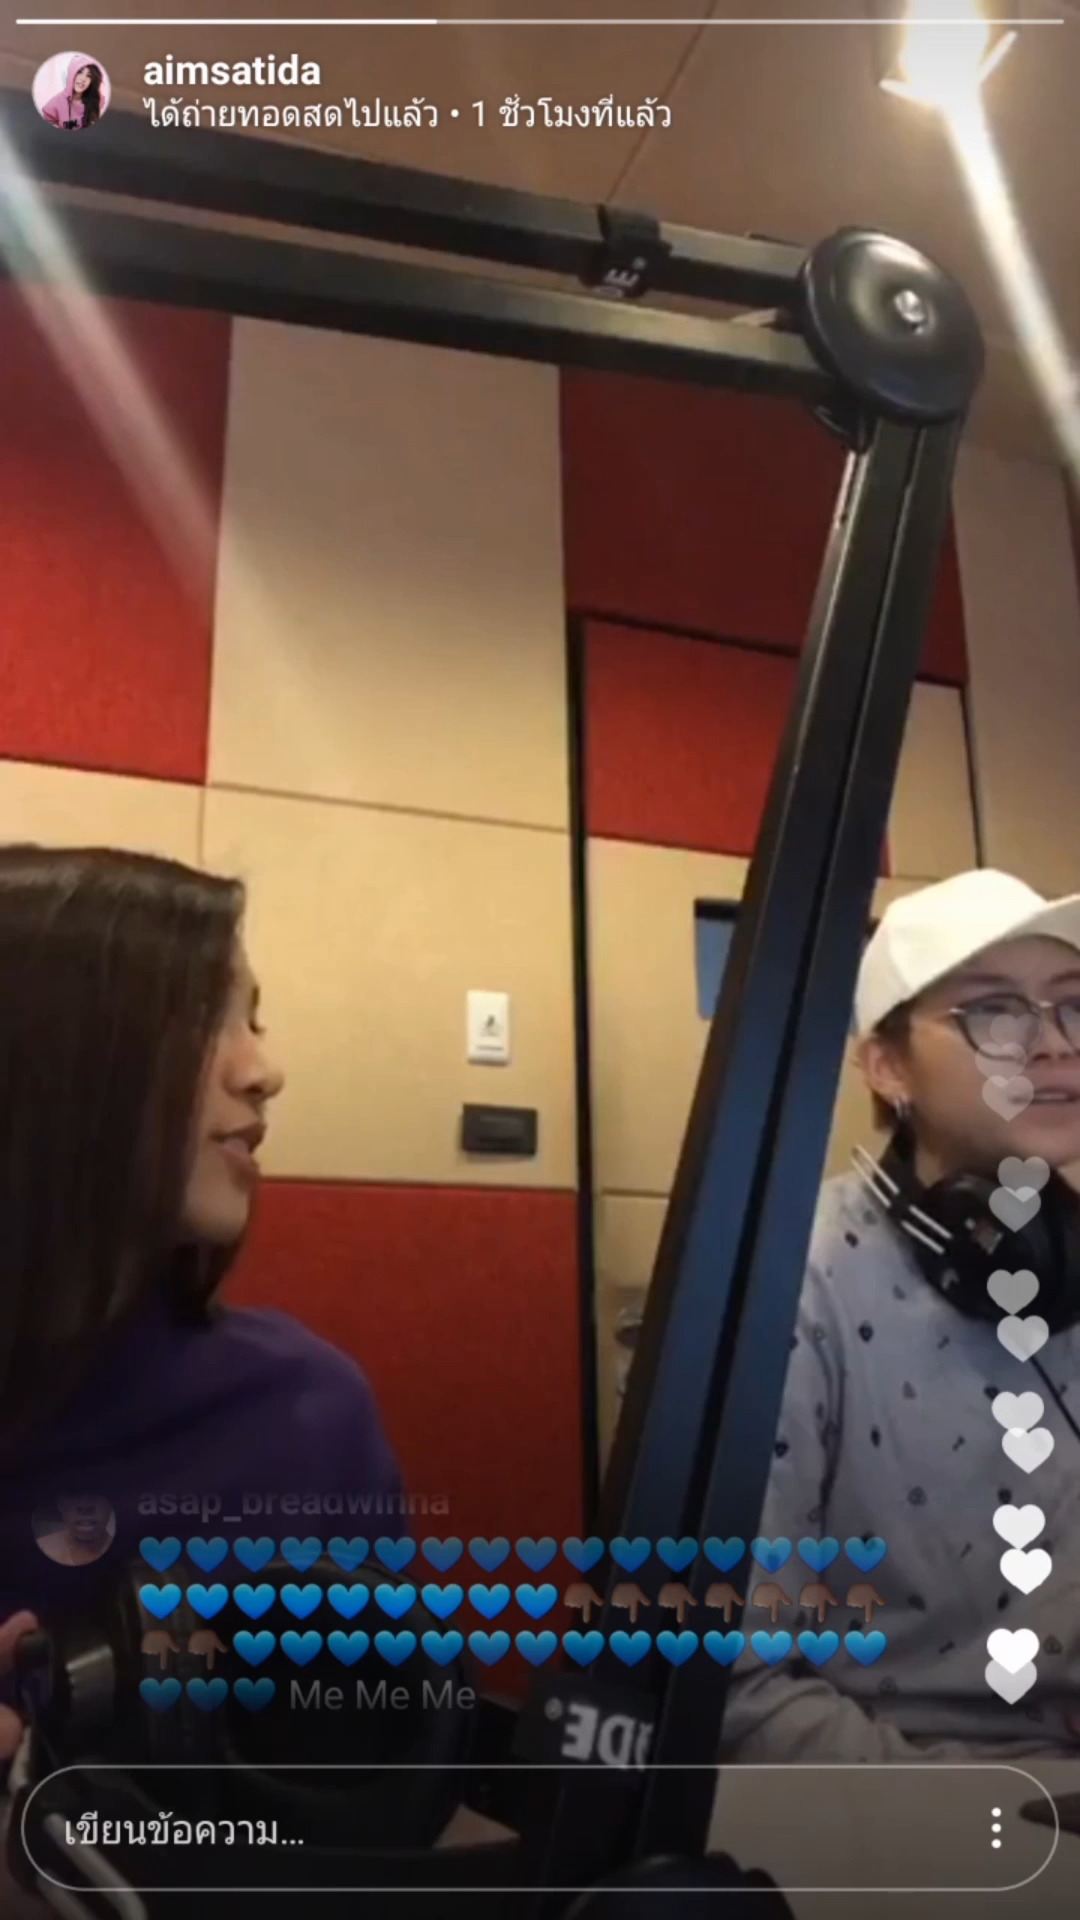 aimsatida
ได้ถ่ายทอดสดไปแล้ว • 1 ชั่วโมงที่แล้ว
asap_breadwinna
💙💙💙💙💙💙💙💙💙💙💙💙💙💙💙💙
💙💙💙💙💙💙💙💙💙👇🏾👇🏾👇🏾👇🏾👇🏾👇🏾👇🏾
👇🏾👇🏾💙💙💙💙💙💙💙💙💙💙💙💙💙💙
💙💙💙 Me Me Me
เขียนข้อความ...